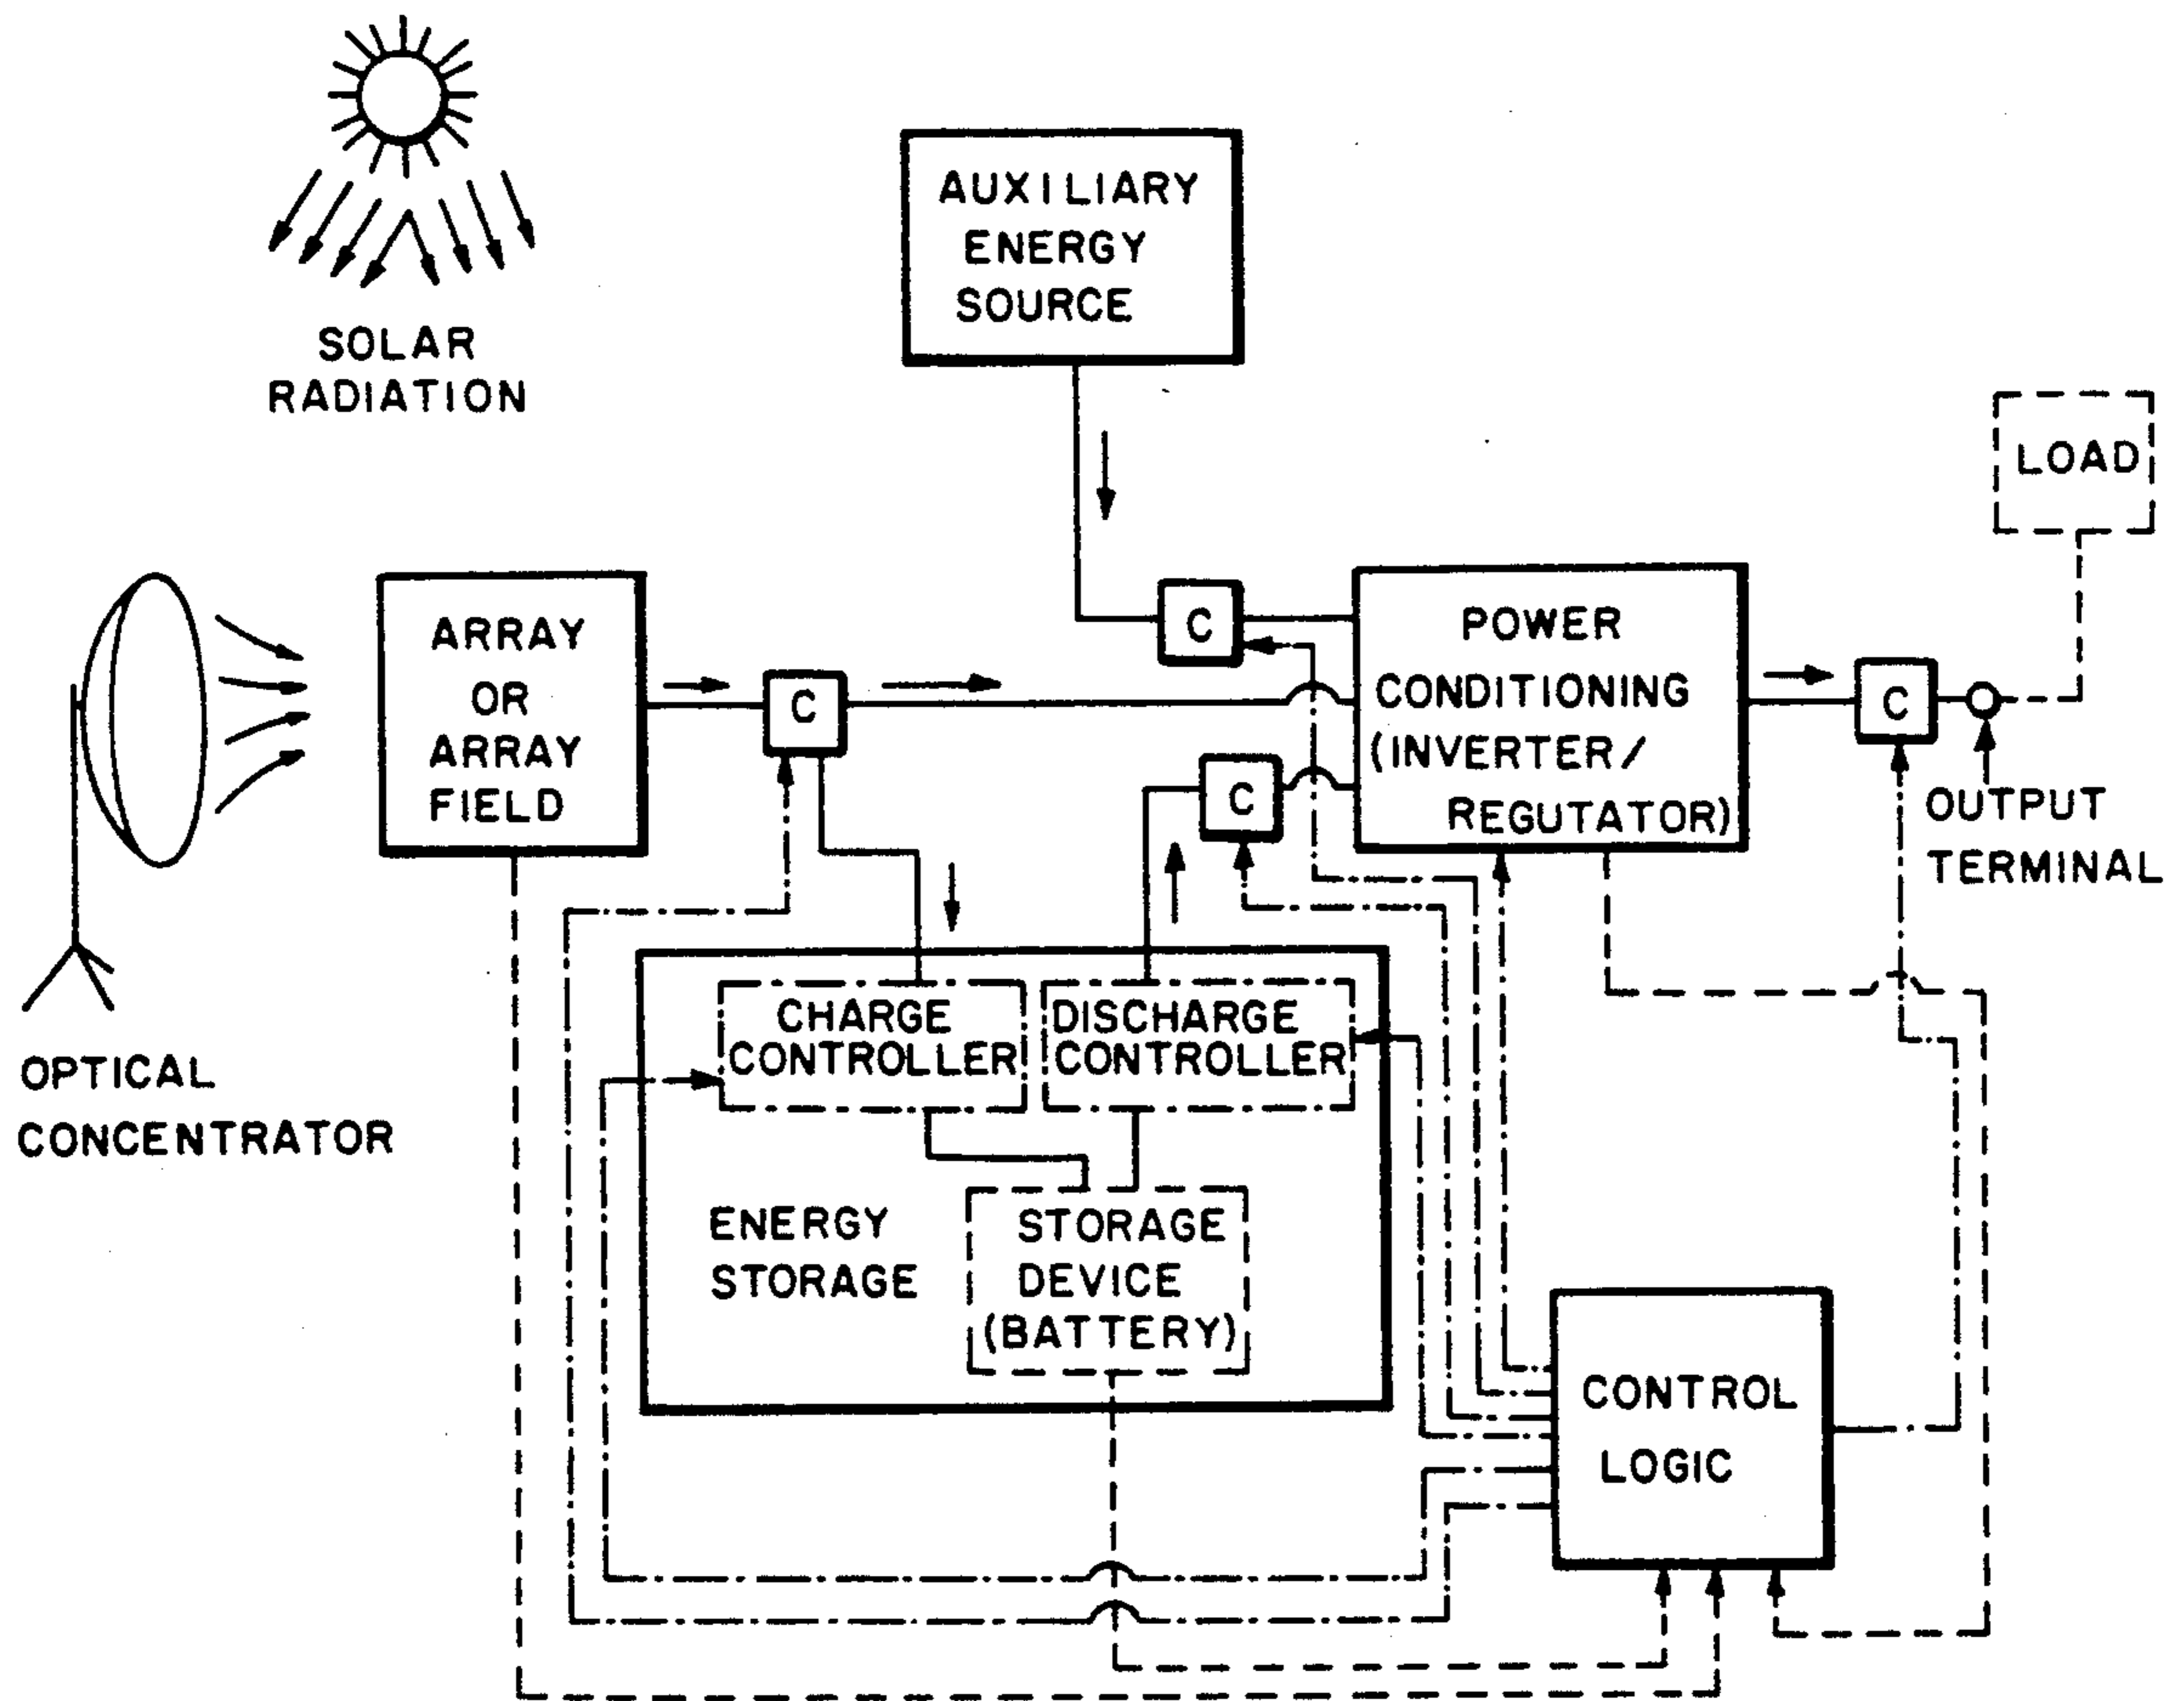 SOLAR
RADIATION
AUXILIARY
ENERGY
SOURCE
LOAD
ARRAY
OR
ARRAY
FIELD
C
C
C
POWER
CONDITIONING
(INVERTER/
REGUTATOR)
C
OUTPUT
TERMINAL
OPTICAL
CONCENTRATOR
CHARGE
CONTROLLER
DISCHARGE
CONTROLLER
ENERGY
STORAGE
STORAGE
DEVICE
(BATTERY)
CONTROL
LOGIC